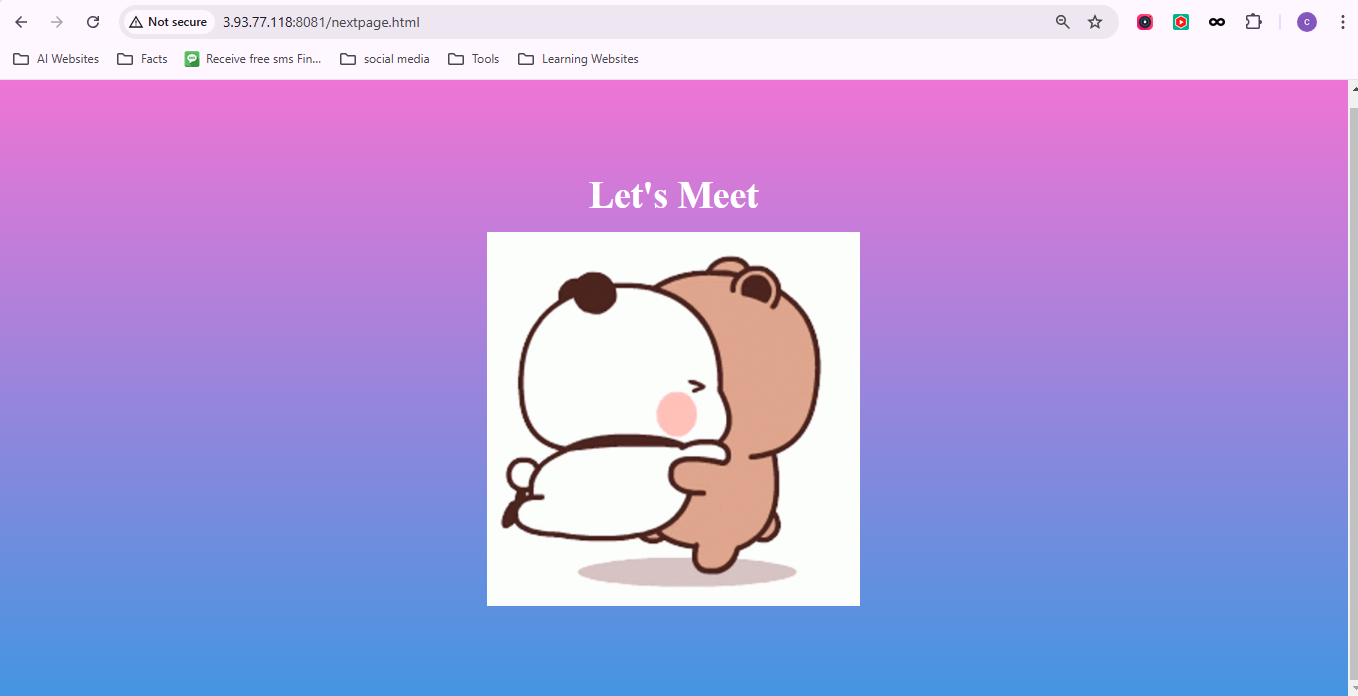 Not secure 3.93.77.118:8081/nextpage.html c
AI Websites Facts Receive free sms Fin... social media Tools Learning Websites
Let's Meet